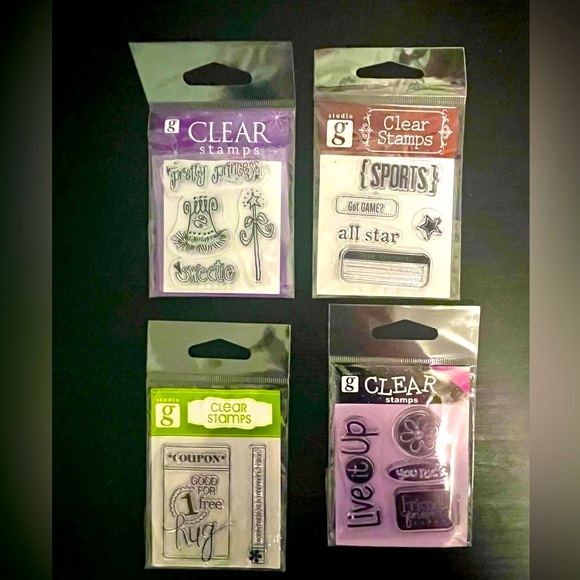 g
CLEAR
stamps
pretty princess
sweetie
studio
g
Clear
Stamps
{SPORTS}
Got GAME?
all star
studio
g
CLEAR
STAMPS
*COUPON*
GOOD
FOR
1 free
hug
g
CLEAR
stamps
Live it Up
you rock